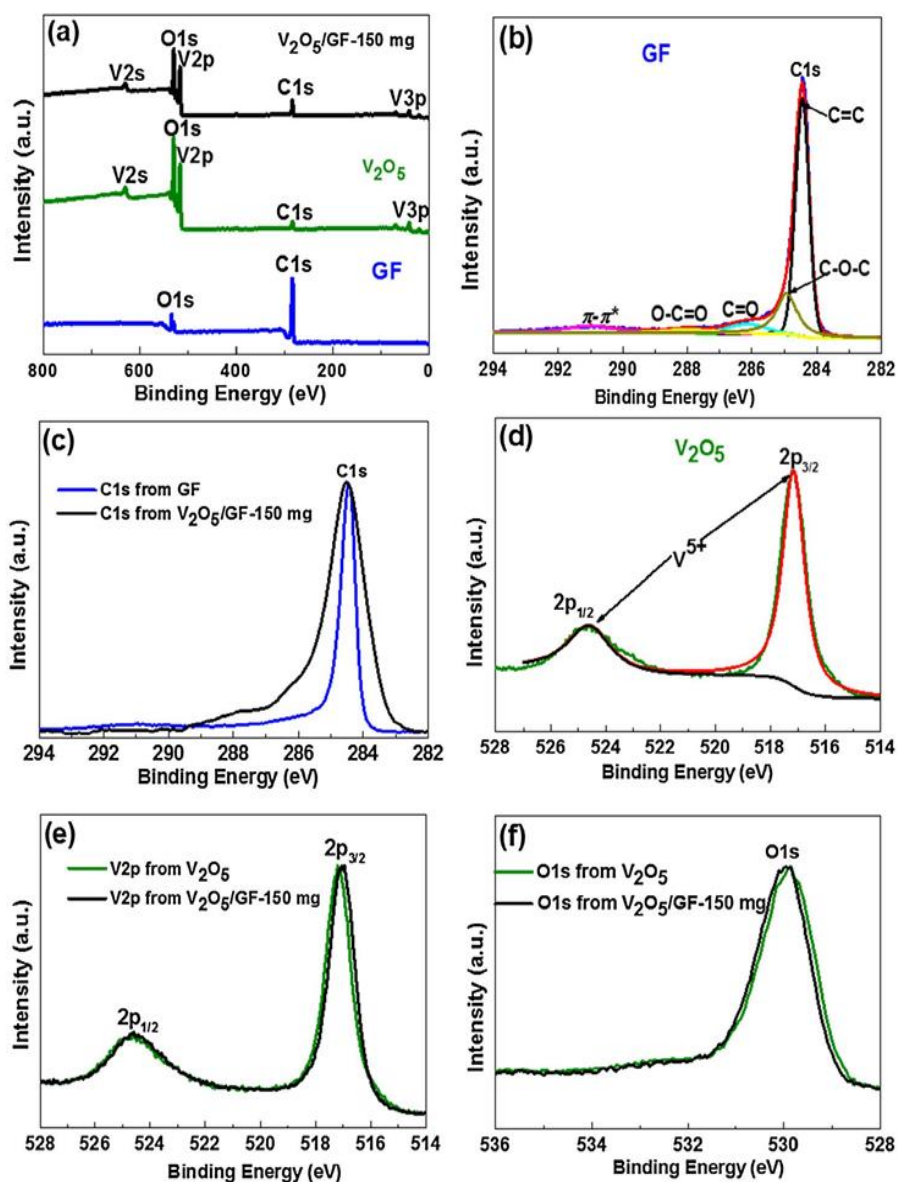 (a)
V2O5/GF-150 mg
O1s
V2p
V2s
C1s
V3p
O1s
V2p
V2O5
V2s
C1s
V3p
C1s
GF
O1s
Intensity (a.u.)
800 600 400 200 0
Binding Energy (eV)
(b)
GF
C1s
C=C
C-O-C
π-π* O-C=O C=O
Intensity (a.u.)
294 292 290 288 286 284 282
Binding Energy (eV)
(c)
C1s
C1s from GF
C1s from V2O5/GF-150 mg
Intensity (a.u.)
294 292 290 288 286 284 282
Binding Energy (eV)
(d)
V2O5
2p3/2
V5+
2p1/2
Intensity (a.u.)
528 526 524 522 520 518 516 514
Binding Energy (eV)
(e)
2p3/2
V2p from V2O5
V2p from V2O5/GF-150 mg
2p1/2
Intensity (a.u.)
528 526 524 522 520 517 516 514
Binding Energy (eV)
(f)
O1s
O1s from V2O5
O1s from V2O5/GF-150 mg
Intensity (a.u.)
536 534 532 531 530 528
Binding Energy (eV)